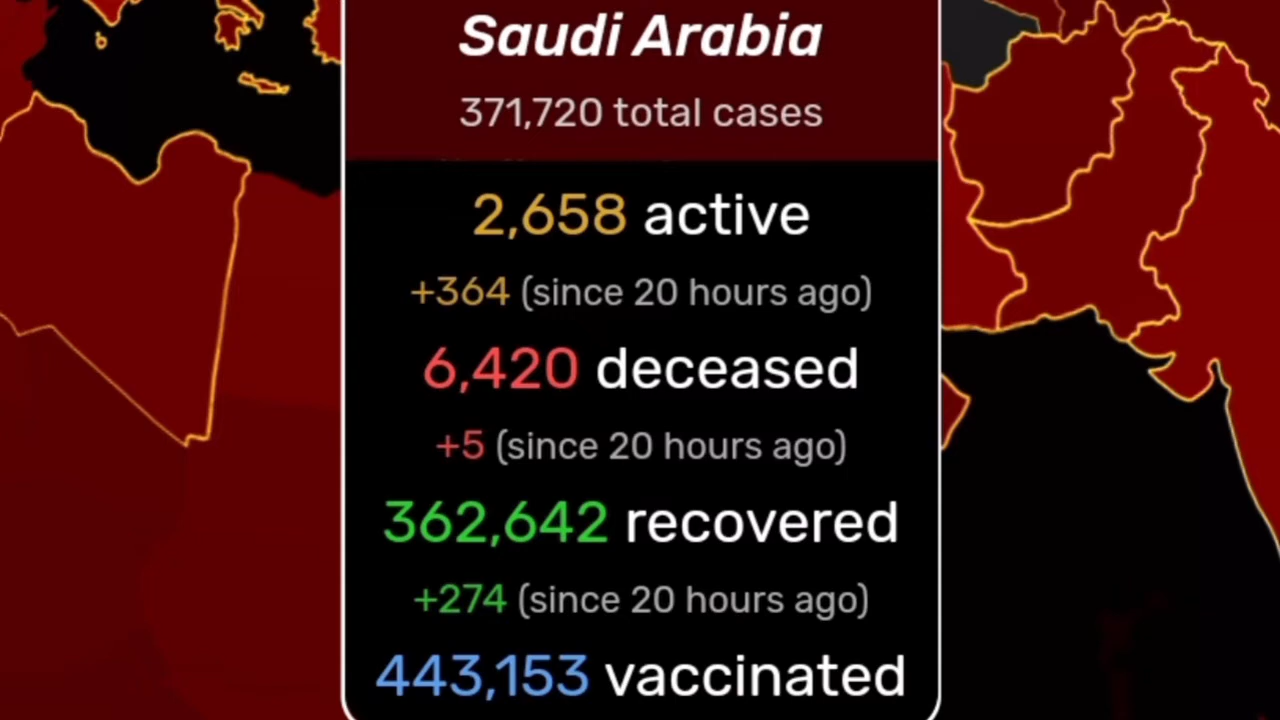 Saudi Arabia
371,720 total cases
2,658 active
+364 (since 20 hours ago)
6,420 deceased
+5 (since 20 hours ago)
362,642 recovered
+274 (since 20 hours ago)
443,153 vaccinated